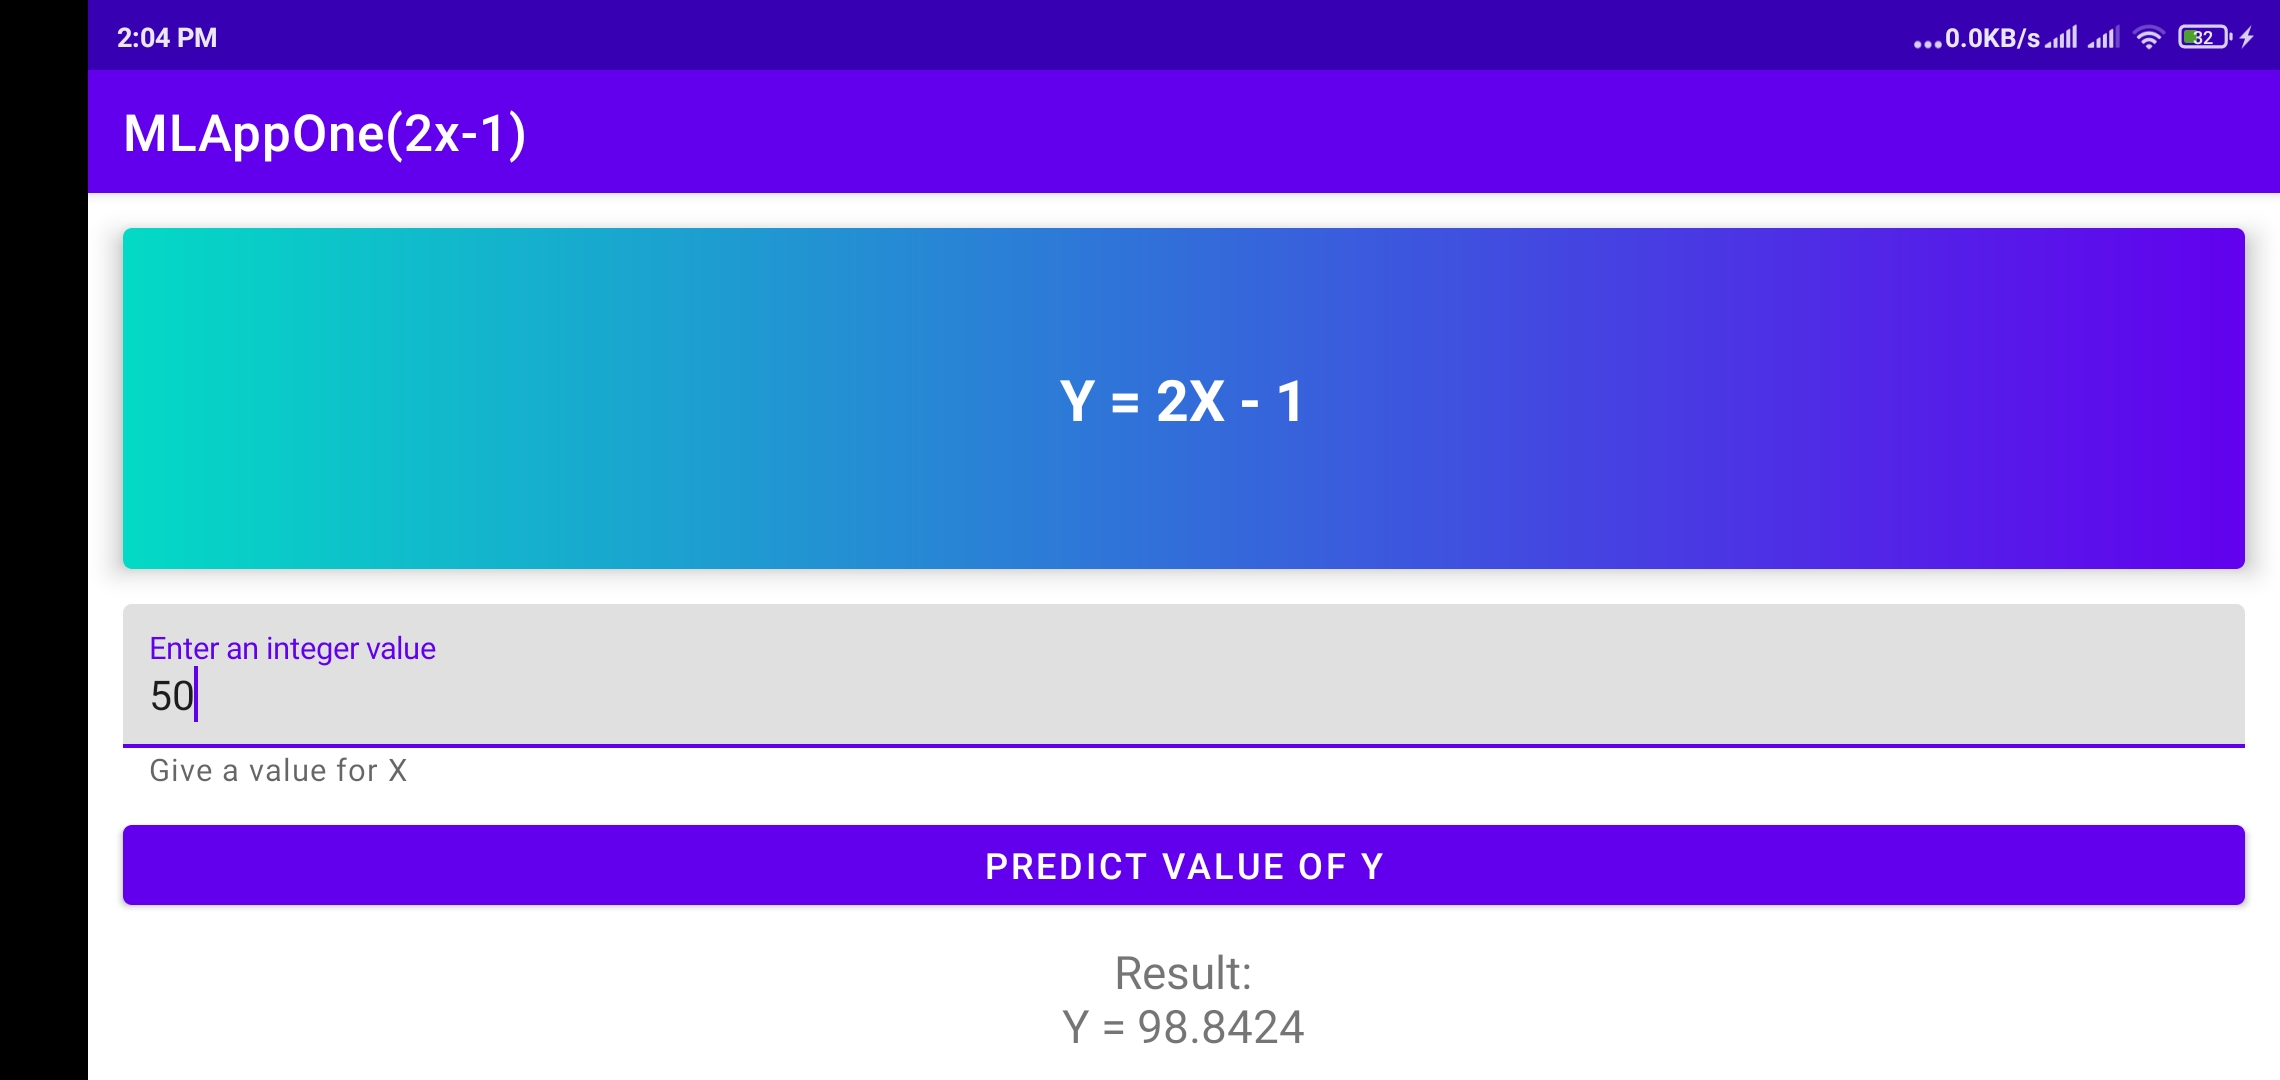 2:04 PM
...0.0KB/s 32
MLAppOne(2x-1)
Y = 2X - 1
Enter an integer value
50
Give a value for X
PREDICT VALUE OF Y
Result:
Y = 98.8424